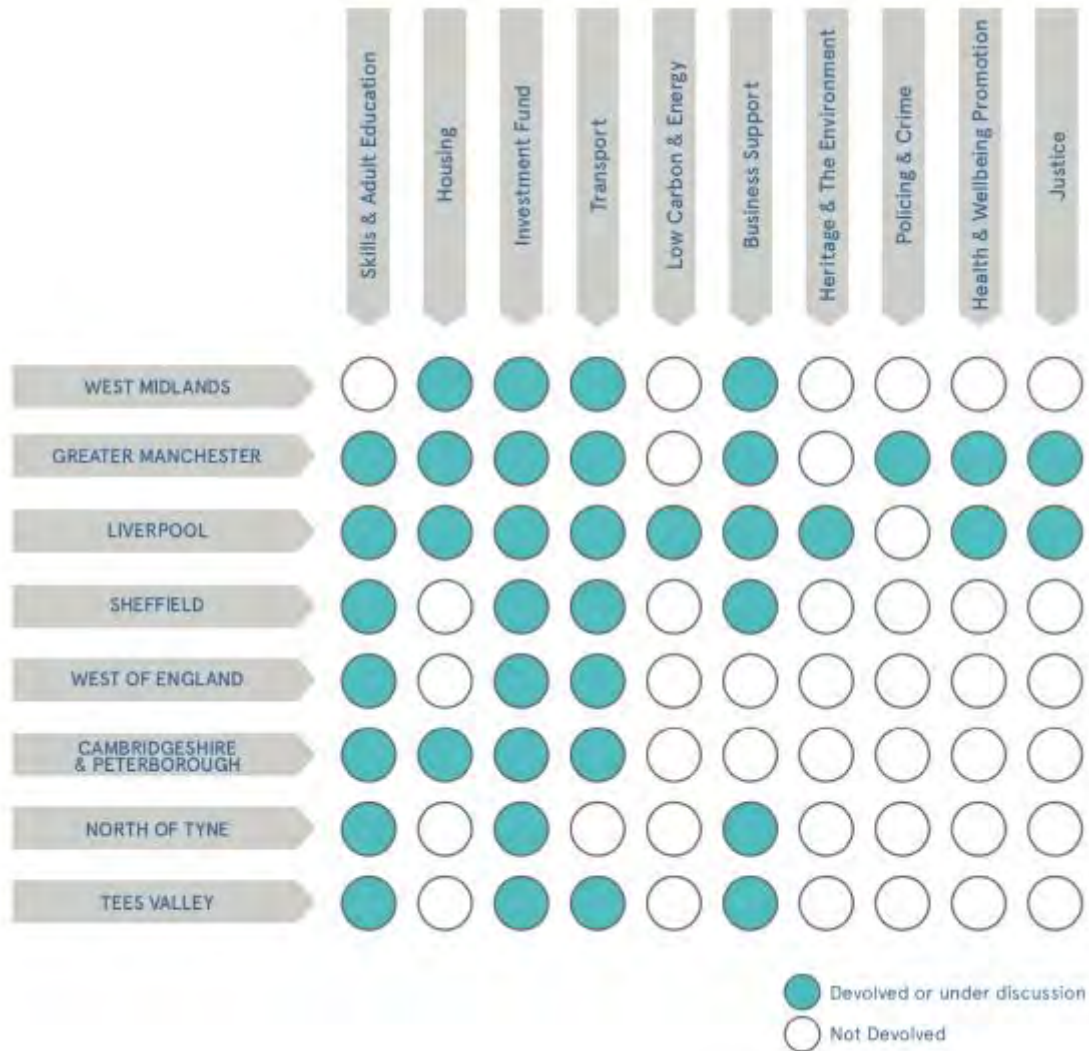 Skills & Adult Education
Housing
Investment Fund
Transport
Low Carbon & Energy
Business Support
Heritage & The Environment
Policing & Crime
Health & Wellbeing Promotion
Justice
WEST MIDLANDS
GREATER MANCHESTER
LIVERPOOL
SHEFFIELD
WEST OF ENGLAND
CAMBRIDGESHIRE
& PETERBOROUGH
NORTH OF TYNE
TEES VALLEY
Devolved or under discussion
Not Devolved